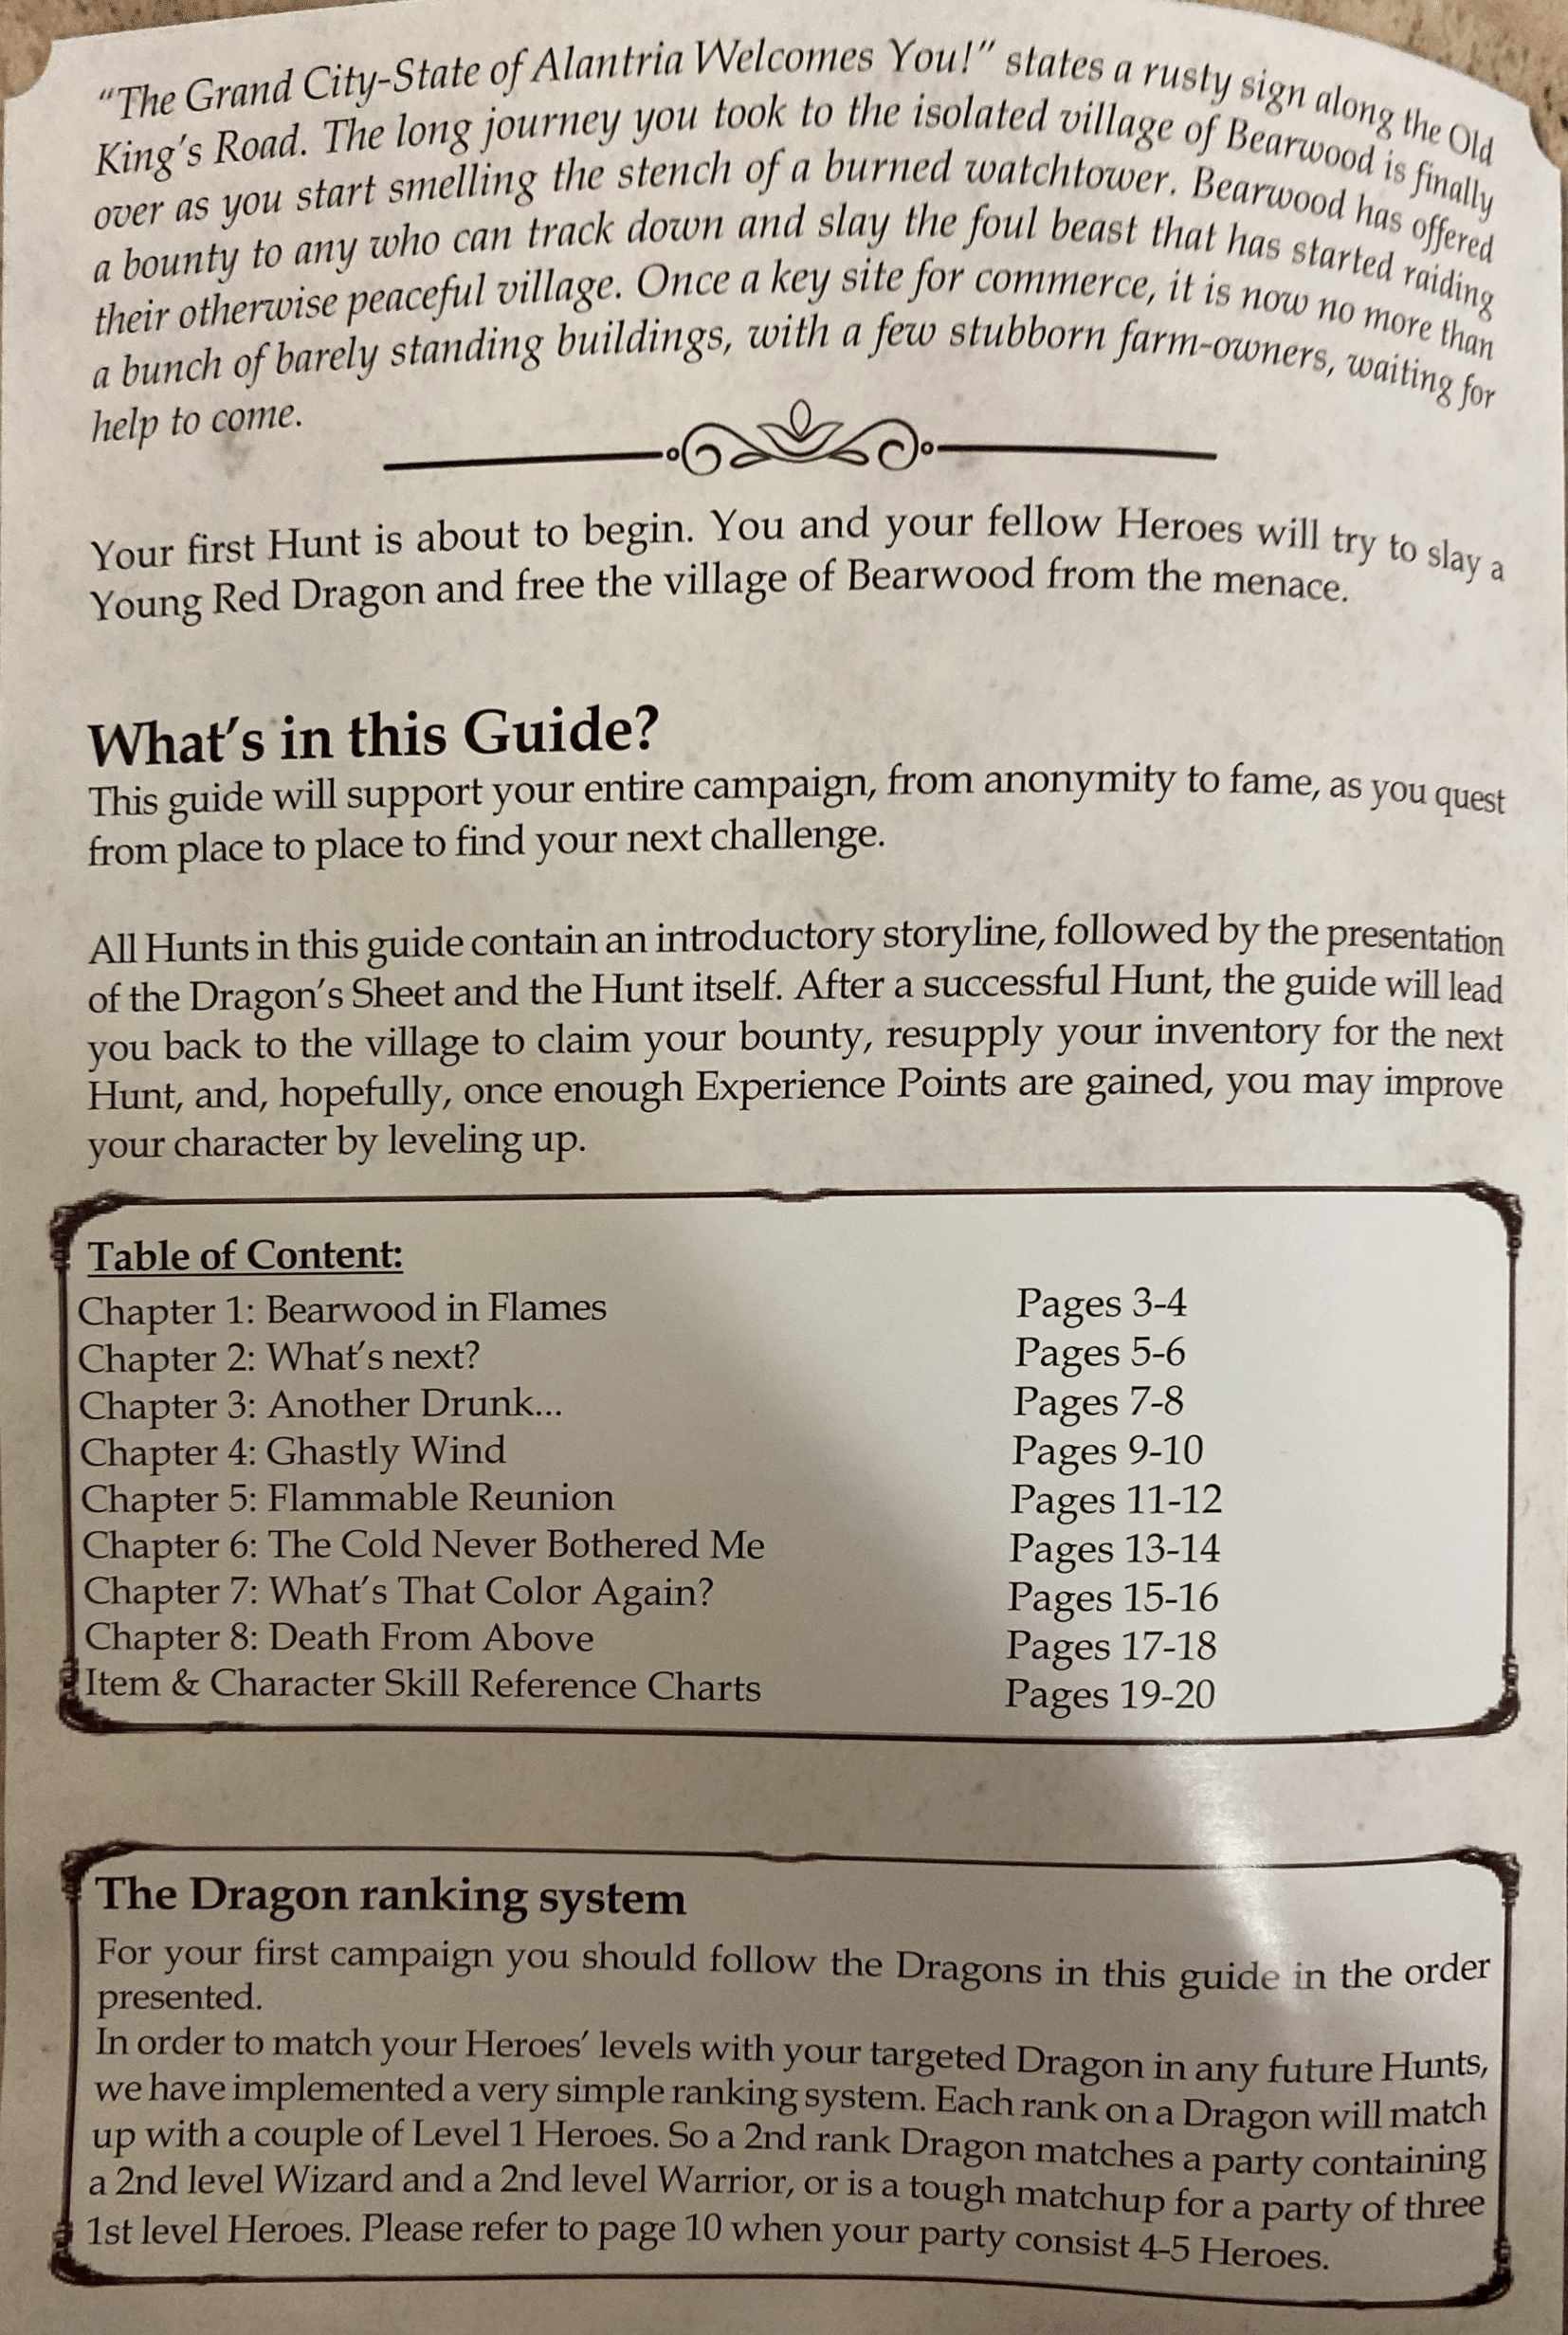 “The Grand City-State of Alantria Welcomes You!” states a rusty sign along the Old
King’s Road. The long journey you took to the isolated village of Bearwood is finally
over as you start smelling the stench of a burned watchtower. Bearwood has offered
a bounty to any who can track down and slay the foul beast that has started raiding
their otherwise peaceful village. Once a key site for commerce, it is now no more than
a bunch of barely standing buildings, with a few stubborn farm-owners, waiting for
help to come.
Your first Hunt is about to begin. You and your fellow Heroes will try to slay a
Young Red Dragon and free the village of Bearwood from the menace.
What’s in this Guide?
This guide will support your entire campaign, from anonymity to fame, as you quest
from place to place to find your next challenge.
All Hunts in this guide contain an introductory storyline, followed by the presentation
of the Dragon’s Sheet and the Hunt itself. After a successful Hunt, the guide will lead
you back to the village to claim your bounty, resupply your inventory for the next
Hunt, and, hopefully, once enough Experience Points are gained, you may improve
your character by leveling up.
Table of Content:
Chapter 1: Bearwood in Flames Pages 3-4
Chapter 2: What’s next? Pages 5-6
Chapter 3: Another Drunk... Pages 7-8
Chapter 4: Ghastly Wind Pages 9-10
Chapter 5: Flammable Reunion Pages 11-12
Chapter 6: The Cold Never Bothered Me Pages 13-14
Chapter 7: What’s That Color Again? Pages 15-16
Chapter 8: Death From Above Pages 17-18
Item & Character Skill Reference Charts Pages 19-20
The Dragon ranking system
For your first campaign you should follow the Dragons in this guide in the order
presented.
In order to match your Heroes’ levels with your targeted Dragon in any future Hunts,
we have implemented a very simple ranking system. Each rank on a Dragon will match
up with a couple of Level 1 Heroes. So a 2nd rank Dragon matches a party containing
a 2nd level Wizard and a 2nd level Warrior, or is a tough matchup for a party of three
1st level Heroes. Please refer to page 10 when your party consist 4-5 Heroes.